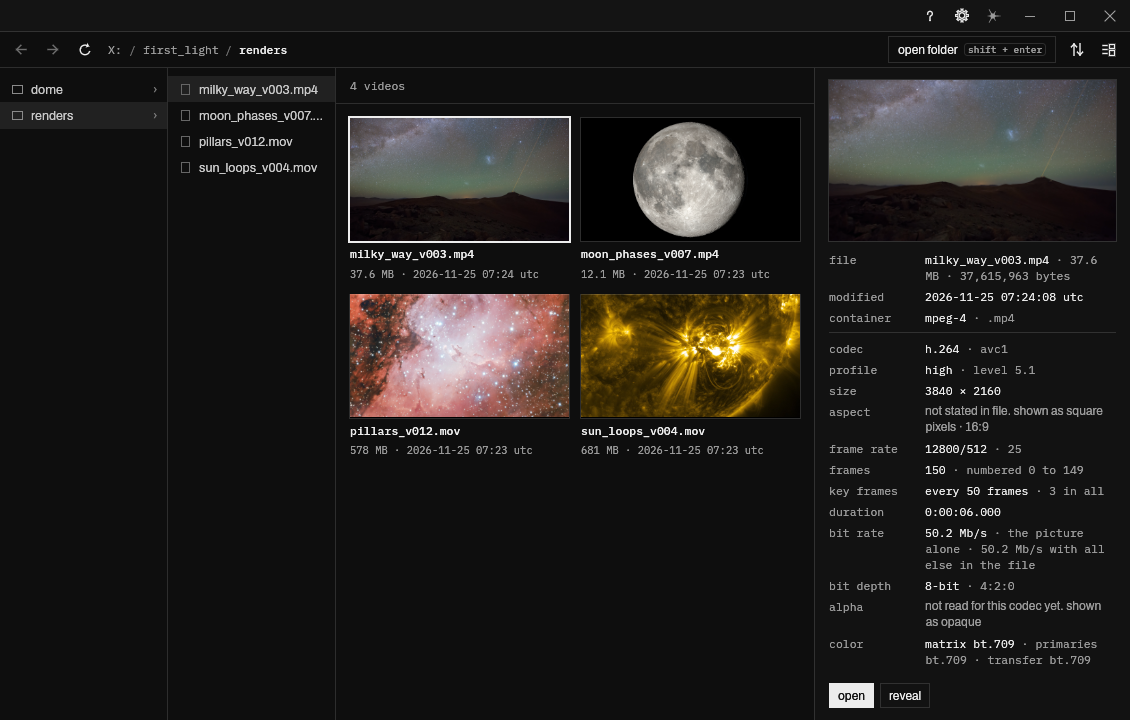 ?
X: / first_light / renders
open folder shift + enter
dome ›
renders ›
milky_way_v003.mp4
moon_phases_v007....
pillars_v012.mov
sun_loops_v004.mov
4 videos
milky_way_v003.mp4
37.6 MB · 2026-11-25 07:24 utc
moon_phases_v007.mp4
12.1 MB · 2026-11-25 07:23 utc
pillars_v012.mov
578 MB · 2026-11-25 07:23 utc
sun_loops_v004.mov
681 MB · 2026-11-25 07:23 utc
file milky_way_v003.mp4 · 37.6
MB · 37,615,963 bytes
modified 2026-11-25 07:24:08 utc
container mpeg-4 · .mp4
codec h.264 · avc1
profile high · level 5.1
size 3840 × 2160
aspect not stated in file. shown as square
pixels · 16:9
frame rate 12800/512 · 25
frames 150 · numbered 0 to 149
key frames every 50 frames · 3 in all
duration 0:00:06.000
bit rate 50.2 Mb/s · the picture
alone · 50.2 Mb/s with all
else in the file
bit depth 8-bit · 4:2:0
alpha not read for this codec yet. shown
as opaque
color matrix bt.709 · primaries
bt.709 · transfer bt.709
open reveal